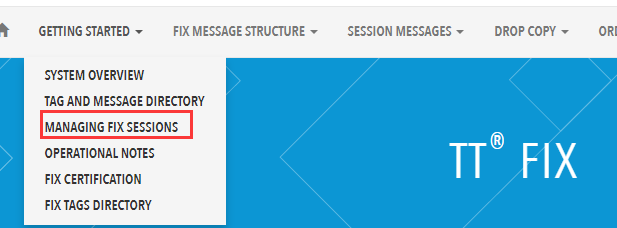 GETTING STARTED FIX MESSAGE STRUCTURE SESSION MESSAGES DROP COPY
SYSTEM OVERVIEW
TAG AND MESSAGE DIRECTORY
MANAGING FIX SESSIONS
OPERATIONAL NOTES
FIX CERTIFICATION
FIX TAGS DIRECTORY
TT® FIX